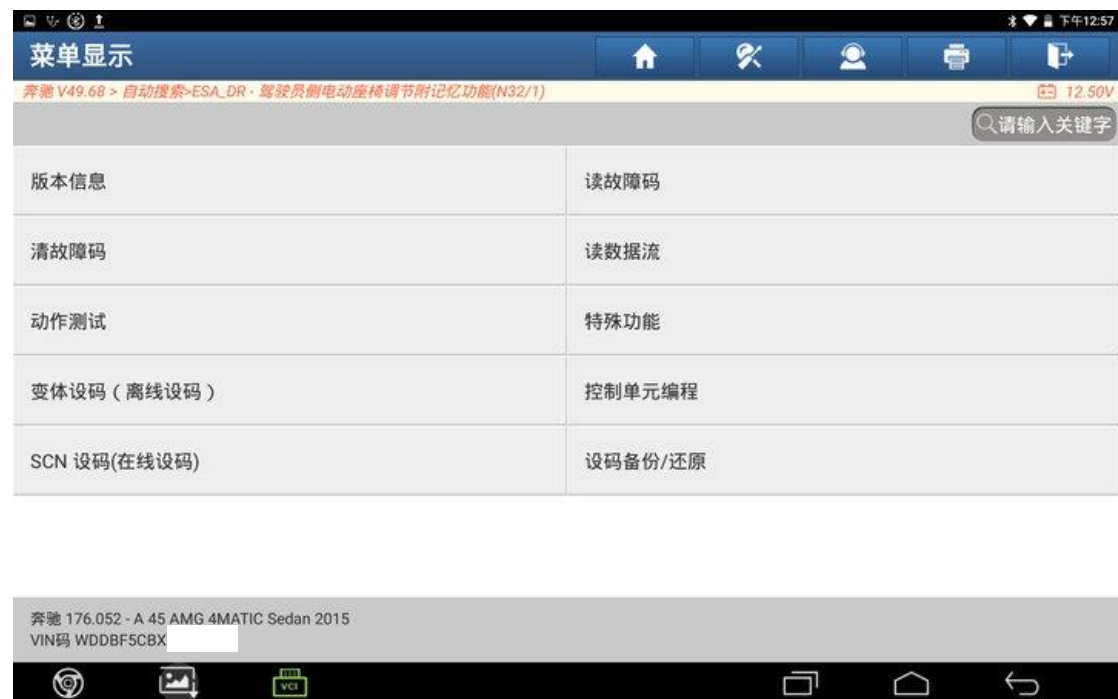 下午12:57
菜单显示
奔驰 V49.68 > 自动搜索>ESA_DR - 驾驶员侧电动座椅调节附记忆功能(N32/1)
12.50V
请输入关键字
版本信息
读故障码
清故障码
读数据流
动作测试
特殊功能
变体设码 ( 离线设码 )
控制单元编程
SCN 设码(在线设码)
设码备份/还原
奔驰 176.052 - A 45 AMG 4MATIC Sedan 2015
VIN码 WDDBF5CBX
VCI